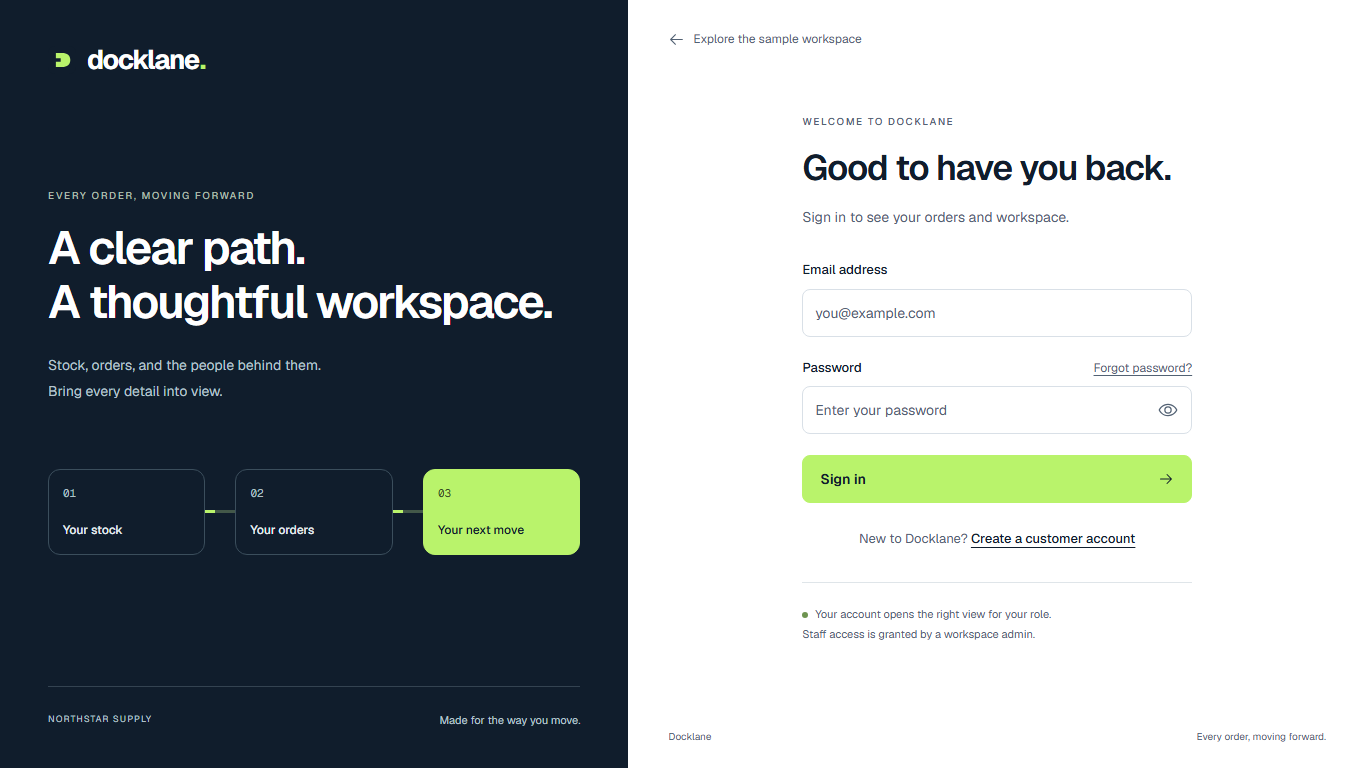 docklane.
EVERY ORDER, MOVING FORWARD
A clear path.
A thoughtful workspace.
Stock, orders, and the people behind them.
Bring every detail into view.
01
Your stock
02
Your orders
03
Your next move
NORTHSTAR SUPPLY
Made for the way you move.
Explore the sample workspace
WELCOME TO DOCKLANE
Good to have you back.
Sign in to see your orders and workspace.
Email address
you@example.com
Password
Forgot password?
Enter your password
Sign in
New to Docklane? Create a customer account
Your account opens the right view for your role.
Staff access is granted by a workspace admin.
Docklane
Every order, moving forward.